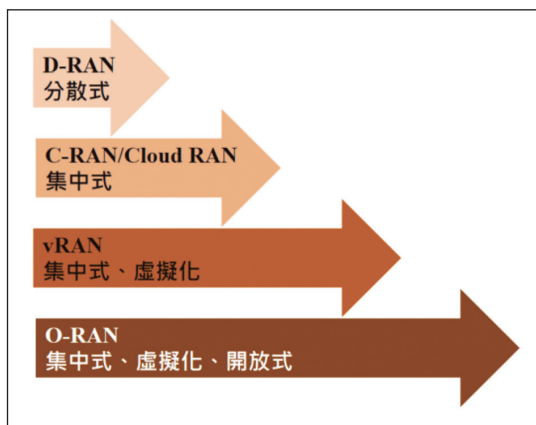 D-RAN
分散式
C-RAN/Cloud RAN
集中式
vRAN
集中式、虛擬化
O-RAN
集中式、虛擬化、開放式